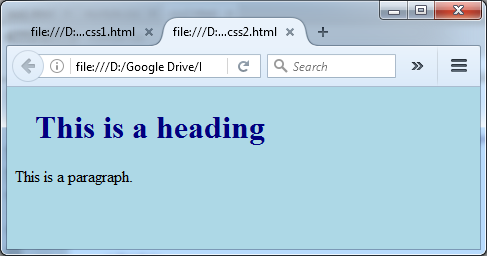 file:///D:...css1.html
file:///D:...css2.html
file:///D:/Google Drive/I
Search
This is a heading
This is a paragraph.